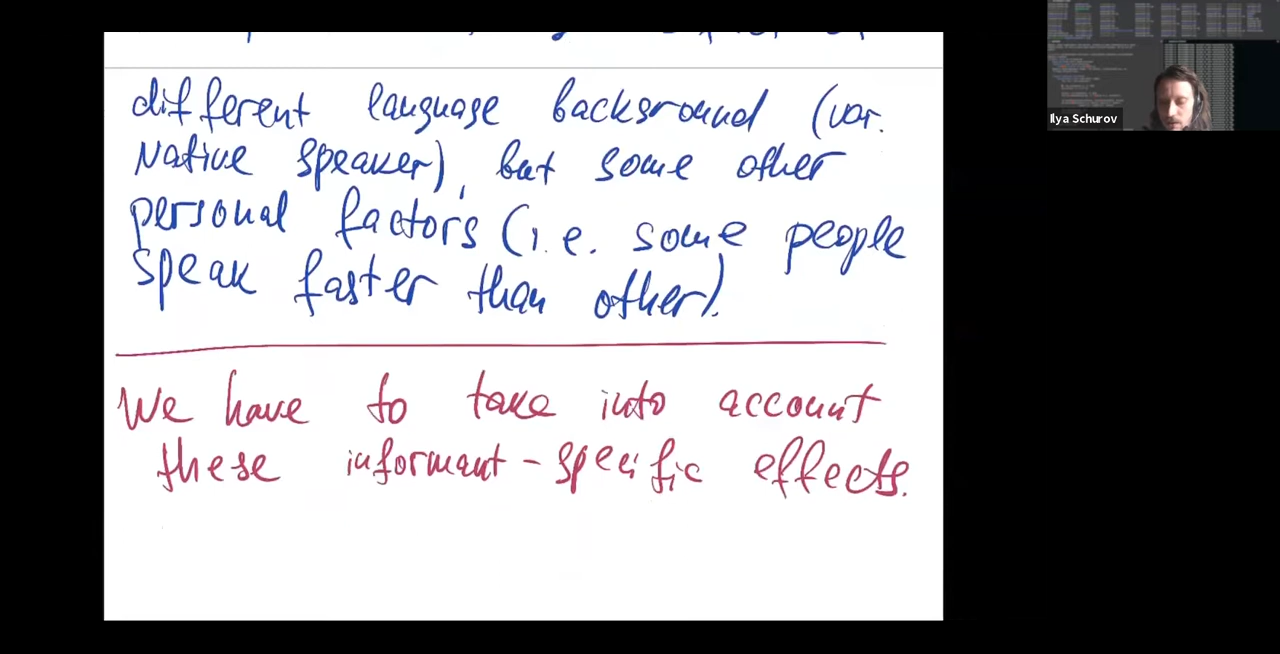 different language background (var.
Native speaker), but some other
personal factors (i.e. some people
speak faster than other).
We have to take into account
these informant-specific effects.
Ilya Schurov